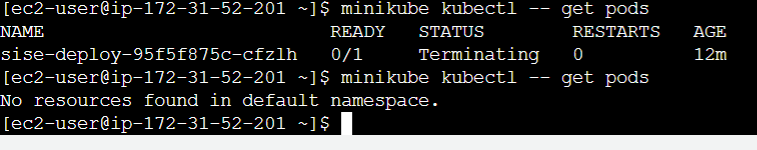 [ec2-user@ip-172-31-52-201 ~]$ minikube kubectl -- get pods
NAME                          READY   STATUS        RESTARTS   AGE
sise-deploy-95f5f875c-cfzlh   0/1     Terminating   0          12m
[ec2-user@ip-172-31-52-201 ~]$ minikube kubectl -- get pods
No resources found in default namespace.
[ec2-user@ip-172-31-52-201 ~]$